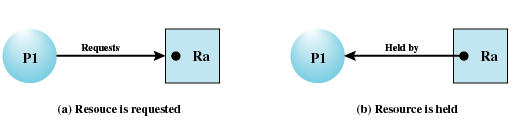 P1
Requests
Ra
P1
Held by
Ra
(a) Resouce is requested
(b) Resource is held